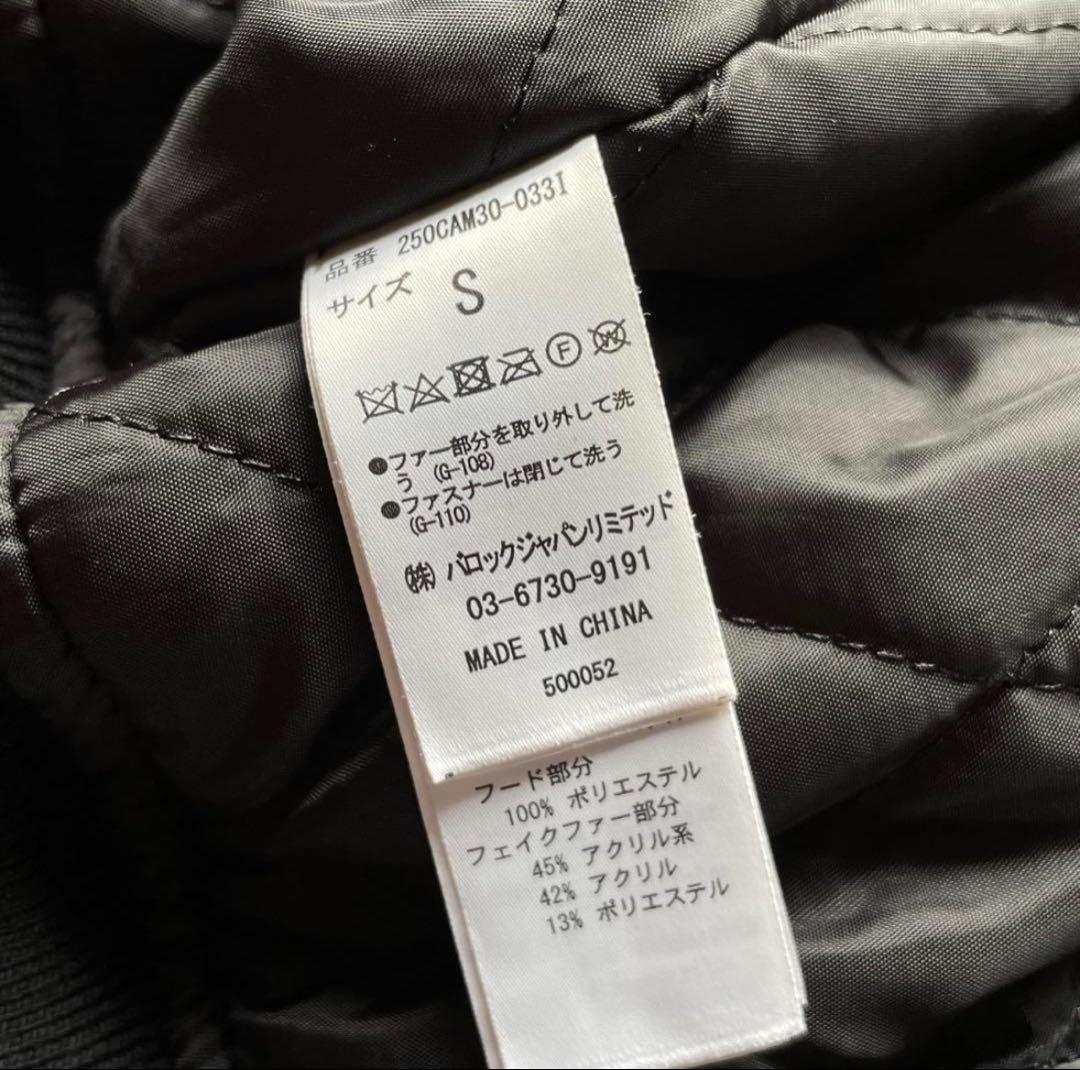 品番 250CAM30-033I
サイズ S
F W
●ファー部分を取り外して洗
う (G-108)
●ファスナーは閉じて洗う
(G-110)
(株)バロックジャパンリミテッド
03-6730-9191
MADE IN CHINA
500052
フード部分
100% ポリエステル
フェイクファー部分
45% アクリル系
42% アクリル
13% ポリエステル